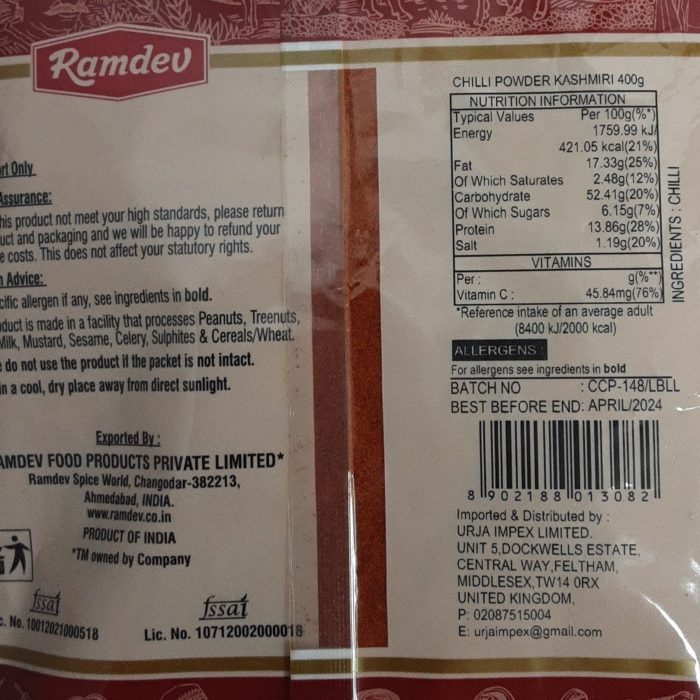 Ramdev
rt Only
Assurance:
his product not meet your high standards, please return
uct and packaging and we will be happy to refund your
e costs. This does not affect your statutory rights.
n Advice:
cific allergen if any, see ingredients in bold.
oduct is made in a facility that processes Peanuts, Treenuts,
Milk, Mustard, Sesame, Celery, Sulphites & Cereals/Wheat.
e do not use the product if the packet is not intact.
in a cool, dry place away from direct sunlight.
Exported By :
AMDEV FOOD PRODUCTS PRIVATE LIMITED*
Ramdev Spice World, Changodar-382213,
Ahmedabad, INDIA.
www.ramdev.co.in
PRODUCT OF INDIA
*TM owned by Company
fssai
c. No. 10012021000518
fssai
Lic. No. 10712002000018
CHILLI POWDER KASHMIRI 400g
NUTRITION INFORMATION
Typical Values Per 100g(%*)
Energy 1759.99 kJ/
421.05 kcal(21%)
Fat 17.33g(25%)
Of Which Saturates 2.48g(12%)
Carbohydrate 52.41g(20%)
Of Which Sugars 6.15g(7%)
Protein 13.86g(28%)
Salt 1.19g(20%)
VITAMINS
Per : g(%**)
Vitamin C : 45.84mg(76%)
INGREDIENTS : CHILLI
*Reference intake of an average adult
(8400 kJ/2000 kcal)
ALLERGENS :
For allergens see ingredients in bold
BATCH NO : CCP-148/LBLL
BEST BEFORE END: APRIL/2024
8 902188 013082
Imported & Distributed by :
URJA IMPEX LIMITED.
UNIT 5,DOCKWELLS ESTATE,
CENTRAL WAY,FELTHAM,
MIDDLESEX,TW14 0RX
UNITED KINGDOM,
P: 02087515004
E: urjaimpex@gmail.com